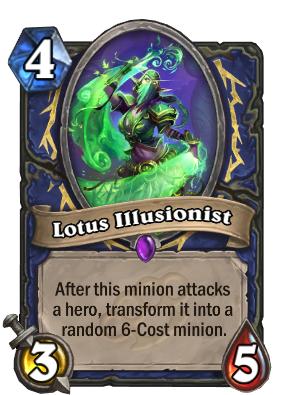 4
Lotus Illusionist
After this minion attacks
a hero, transform it into a
random 6-Cost minion.
3
5